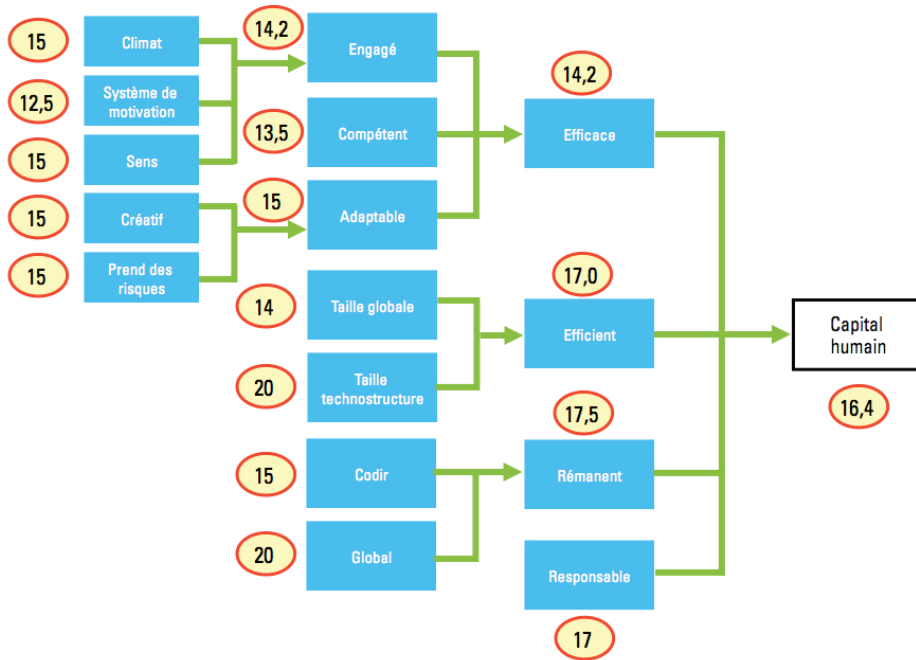 15
Climat
12,5
Système de
motivation
15
Sens
15
Créatif
15
Prend des
risques
14,2
Engagé
13,5
Compétent
15
Adaptable
14
Taille globale
20
Taille
technostructure
15
Codir
20
Global
14,2
Efficace
17,0
Efficient
17,5
Rémanent
Responsable
17
Capital
humain
16,4